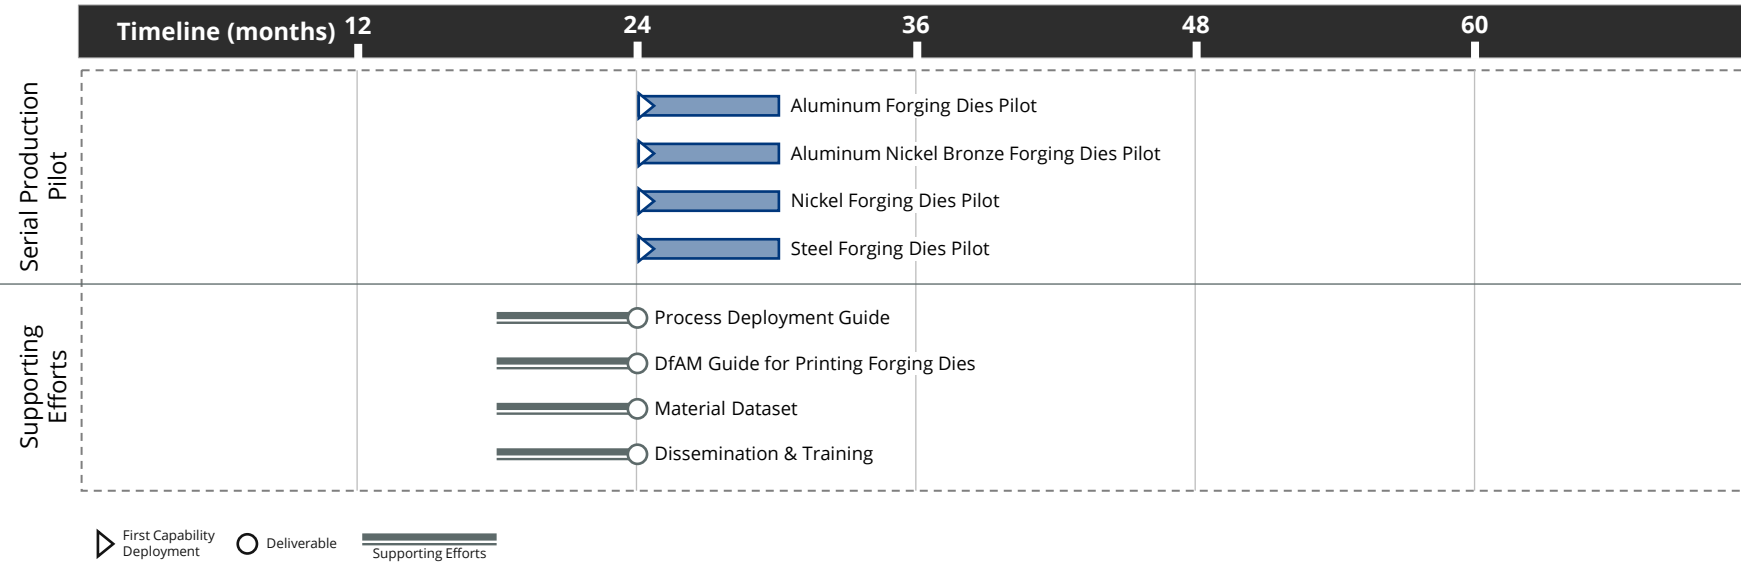 Timeline (months) 12 24 36 48 60
Serial Production
Pilot
Aluminum Forging Dies Pilot
Aluminum Nickel Bronze Forging Dies Pilot
Nickel Forging Dies Pilot
Steel Forging Dies Pilot
Supporting
Efforts
Process Deployment Guide
DfAM Guide for Printing Forging Dies
Material Dataset
Dissemination & Training
First Capability
Deployment
Deliverable
Supporting Efforts